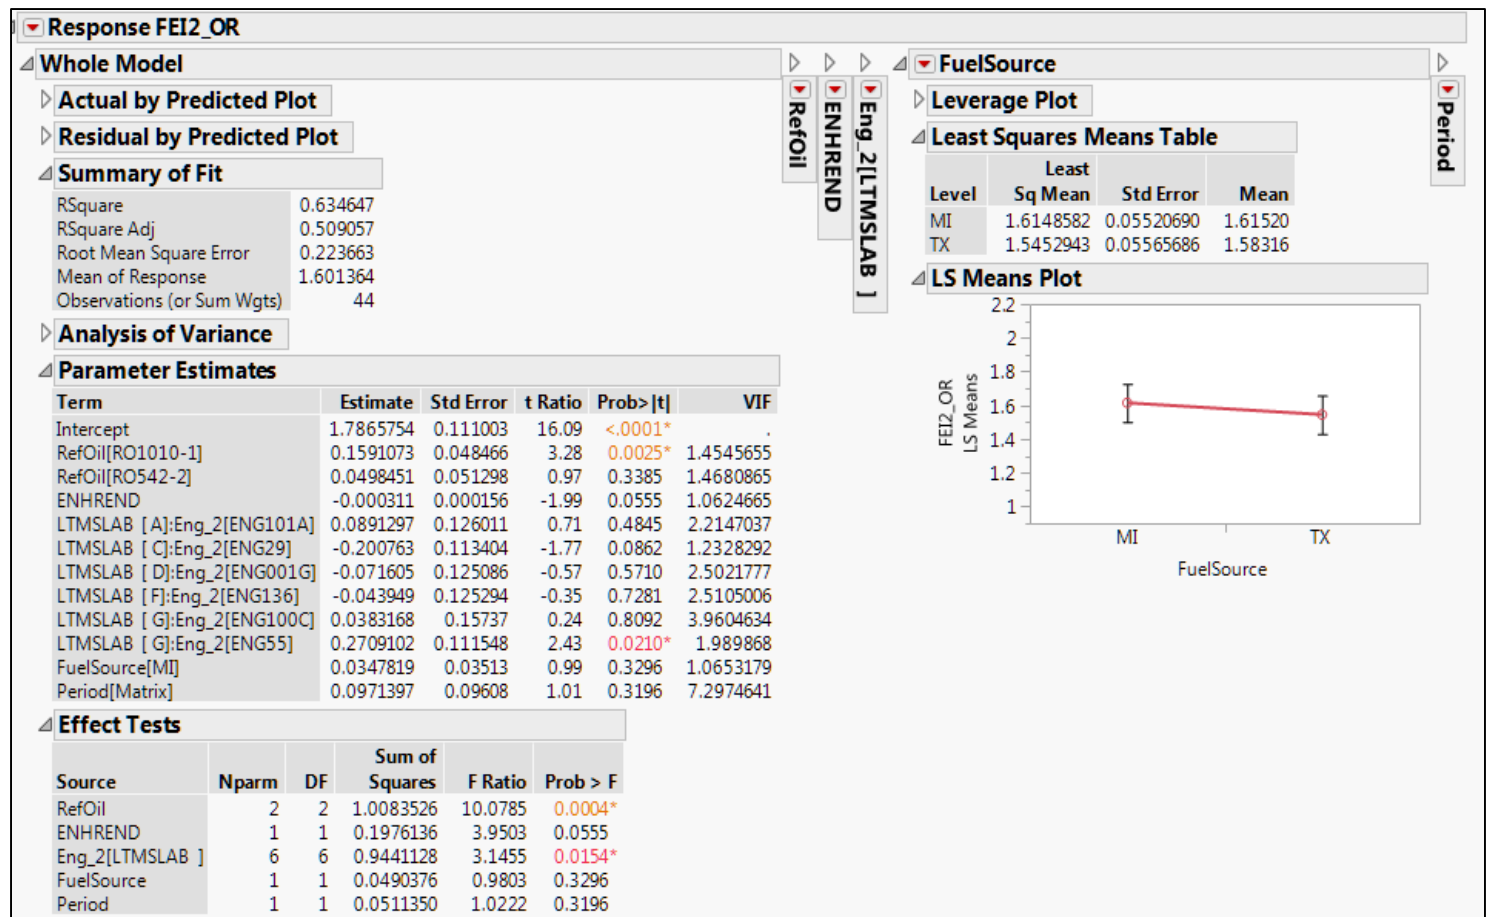 Response FEI2_OR
Whole Model
Actual by Predicted Plot
Residual by Predicted Plot
Summary of Fit
RSquare 0.634647
RSquare Adj 0.509057
Root Mean Square Error 0.223663
Mean of Response 1.601364
Observations (or Sum Wgts) 44
Analysis of Variance
Parameter Estimates
Term Estimate Std Error t Ratio Prob>|t| VIF
Intercept 1.7865754 0.111003 16.09 <.0001* .
RefOil[RO1010-1] 0.1591073 0.048466 3.28 0.0025* 1.4545655
RefOil[RO542-2] 0.0498451 0.051298 0.97 0.3385 1.4680865
ENHREND -0.000311 0.000156 -1.99 0.0555 1.0624665
LTMSLAB [ A]:Eng_2[ENG101A] 0.0891297 0.126011 0.71 0.4845 2.2147037
LTMSLAB [ C]:Eng_2[ENG29] -0.200763 0.113404 -1.77 0.0862 1.2328292
LTMSLAB [ D]:Eng_2[ENG001G] -0.071605 0.125086 -0.57 0.5710 2.5021777
LTMSLAB [ F]:Eng_2[ENG136] -0.043949 0.125294 -0.35 0.7281 2.5105006
LTMSLAB [ G]:Eng_2[ENG100C] 0.0383168 0.15737 0.24 0.8092 3.9604634
LTMSLAB [ G]:Eng_2[ENG55] 0.2709102 0.111548 2.43 0.0210* 1.989868
FuelSource[MI] 0.0347819 0.03513 0.99 0.3296 1.0653179
Period[Matrix] 0.0971397 0.09608 1.01 0.3196 7.2974641
Effect Tests
Sum of
Source Nparm DF Squares F Ratio Prob > F
RefOil 2 2 1.0083526 10.0785 0.0004*
ENHREND 1 1 0.1976136 3.9503 0.0555
Eng_2[LTMSLAB ] 6 6 0.9441128 3.1455 0.0154*
FuelSource 1 1 0.0490376 0.9803 0.3296
Period 1 1 0.0511350 1.0222 0.3196
RefOil
ENHREND
Eng_2[LTMSLAB ]
FuelSource
Leverage Plot
Least Squares Means Table
Least
Level Sq Mean Std Error Mean
MI 1.6148582 0.05520690 1.61520
TX 1.5452943 0.05565686 1.58316
LS Means Plot
2.2
2
1.8
1.6
1.4
1.2
1
FEI2_OR
LS Means
MI TX
FuelSource
Period